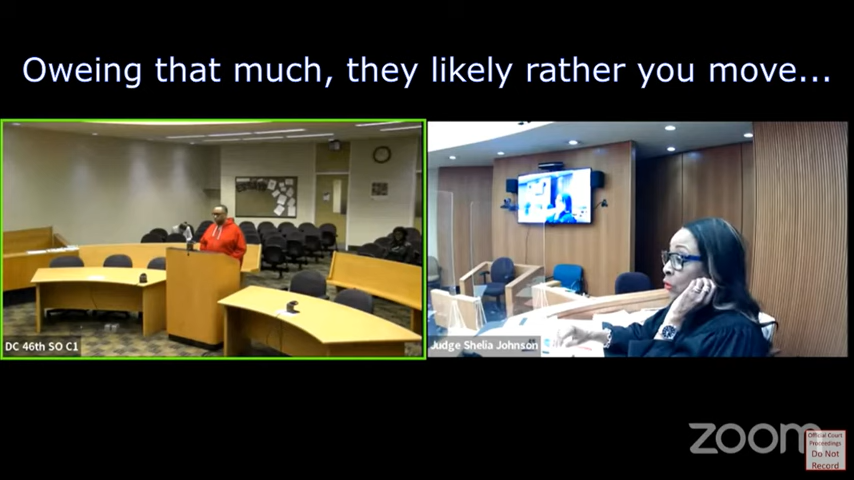 Oweing that much, they likely rather you move...
DC 46th SO C1
Judge Shelia Johnson
zoom
Official Court
Proceedings
Do Not
Record